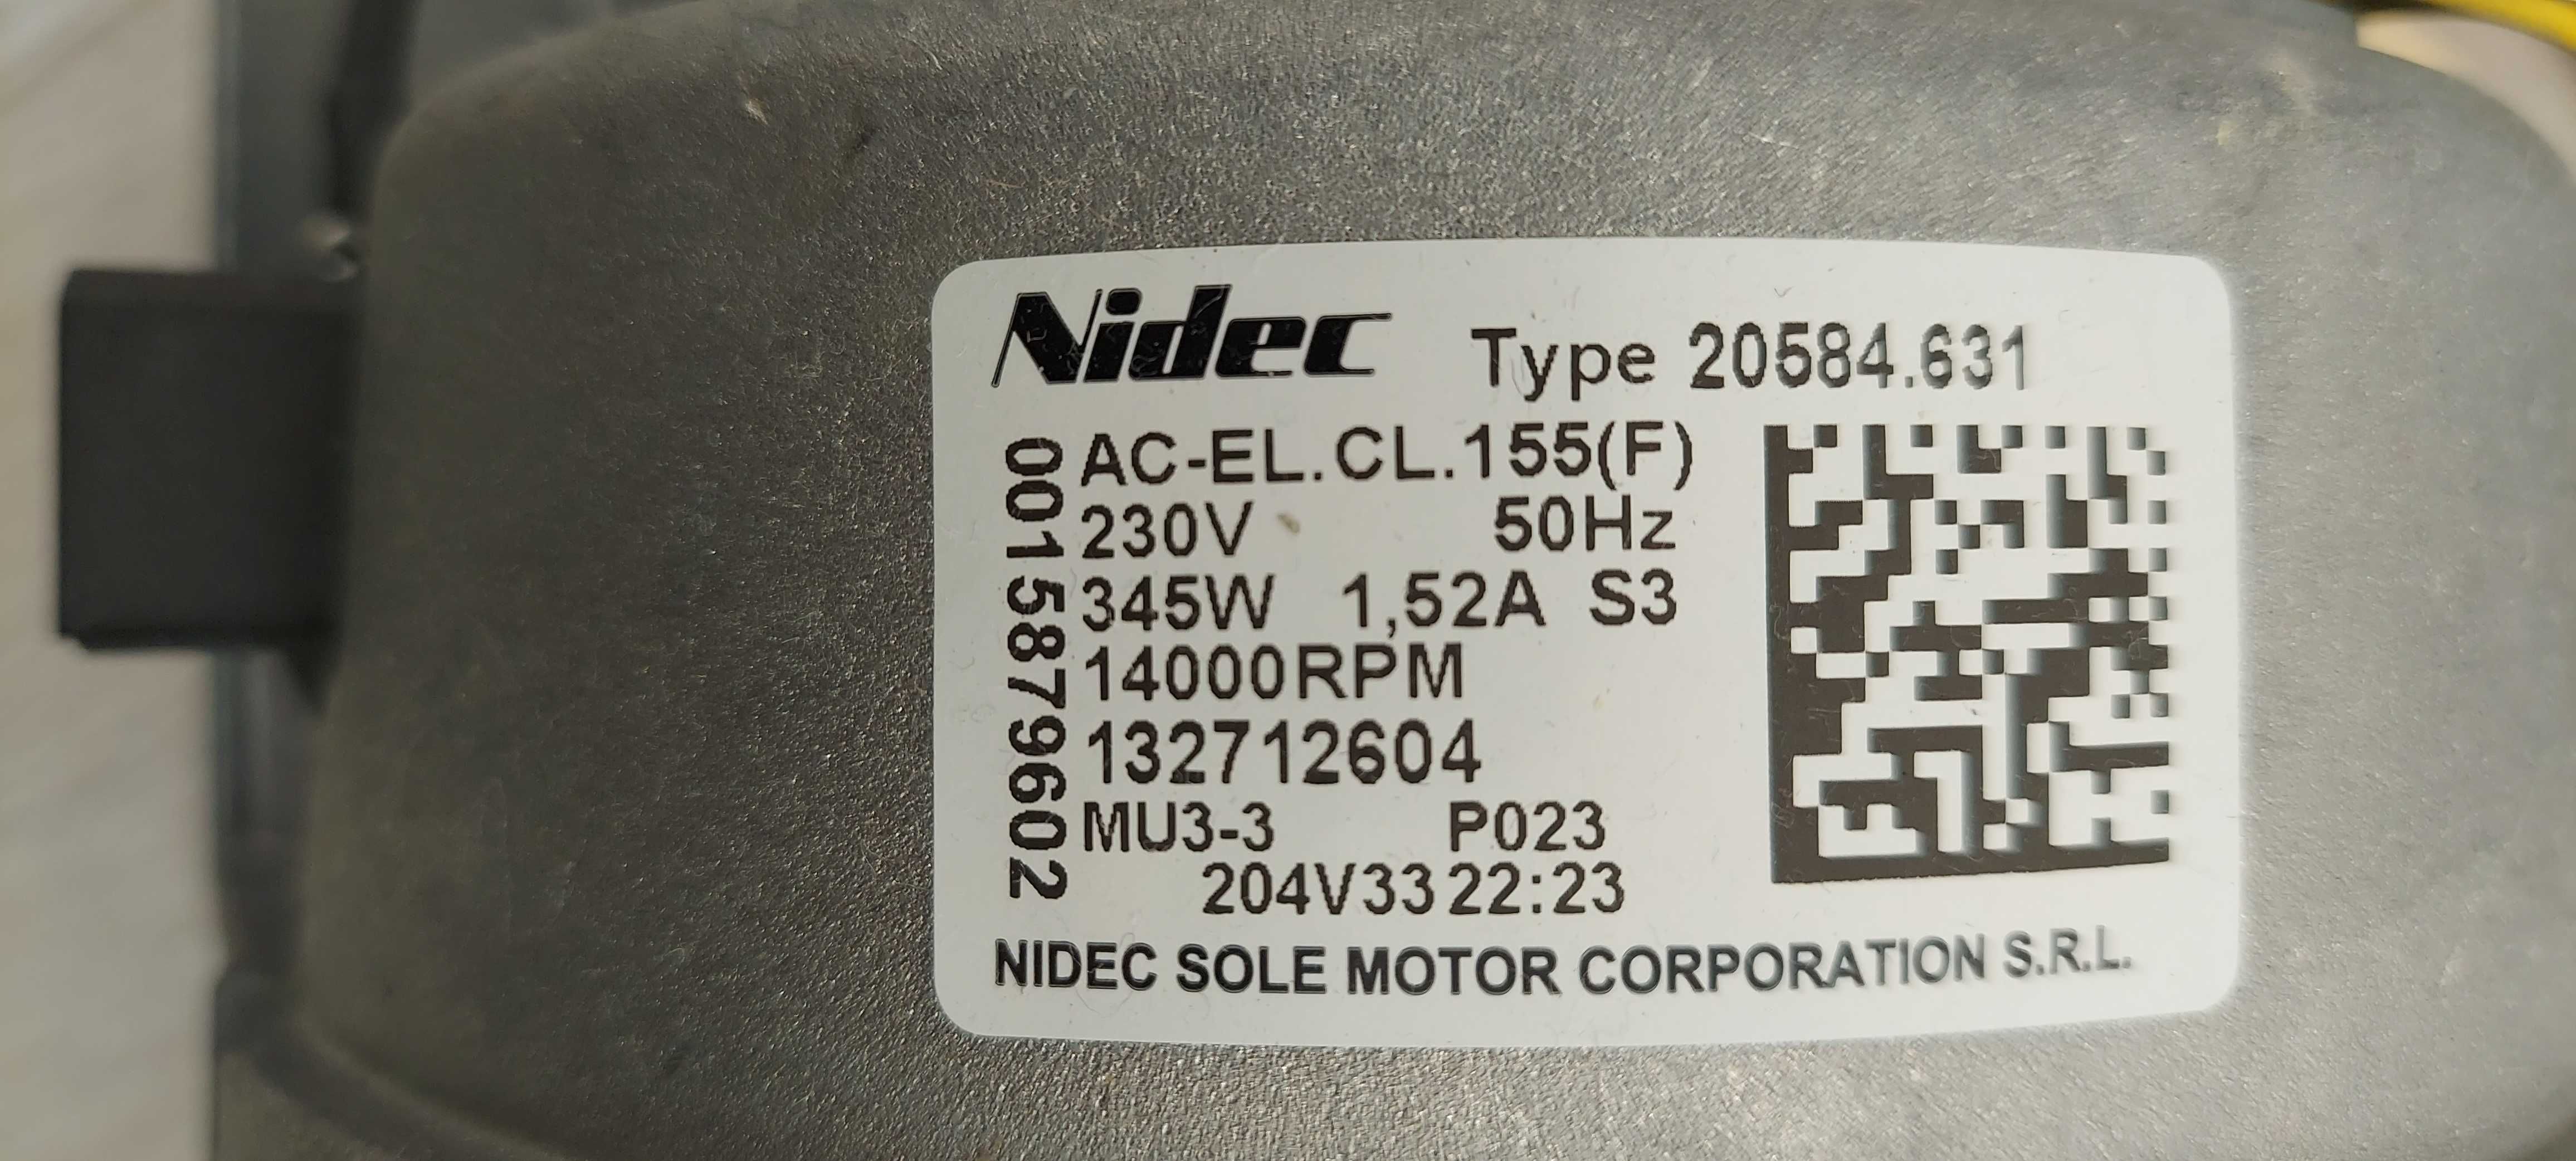 Nidec Type 20584.631
AC-EL.CL.155(F)
230V 50Hz
345W 1,52A S3
14000RPM
132712604
MU3-3 P023
204V33 22:23
0015879602
NIDEC SOLE MOTOR CORPORATION S.R.L.